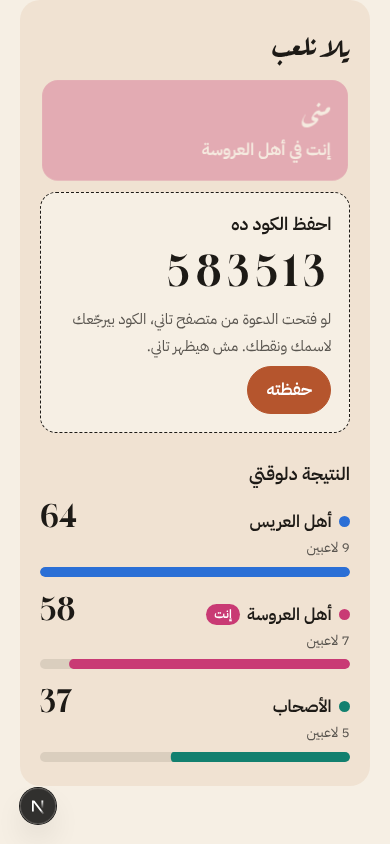 يلا نلعب
منى
إنت في أهل العروسة
احفظ الكود ده
583513
لو فتحت الدعوة من متصفح تاني، الكود بيرجّعك
لاسمك ونقطك. مش هيظهر تاني.
حفظته
النتيجة دلوقتي
أهل العريس 64
9 لاعبين
أهل العروسة إنت 58
7 لاعبين
الأصحاب 37
5 لاعبين
N